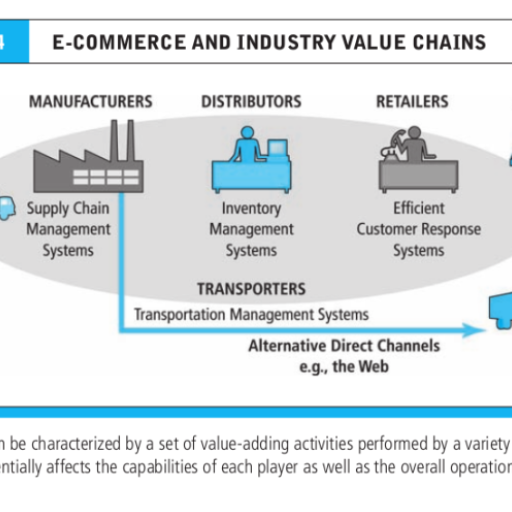 4 E-COMMERCE AND INDUSTRY VALUE CHAINS
MANUFACTURERS DISTRIBUTORS RETAILERS
Supply Chain Inventory Efficient
Management Management Customer Response
Systems Systems Systems
TRANSPORTERS
Transportation Management Systems
Alternative Direct Channels
e.g., the Web
be characterized by a set of value-adding activities performed by a variety
affects the capabilities of each player as well as the overall